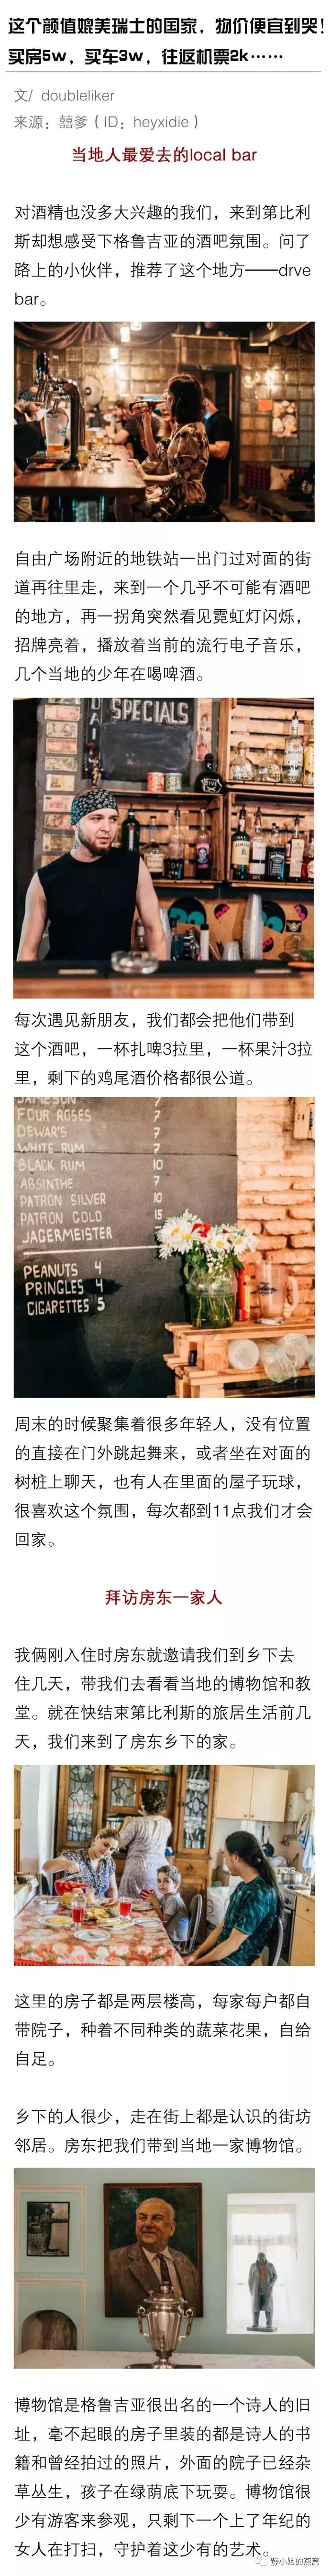 这个颜值媲美瑞士的国家，物价便宜到哭！
买房5w，买车3w，往返机票2k……
文/ doubleliker
来源：囍爹（ID：heyxidie）
当地人最爱去的local bar
对酒精也没多大兴趣的我们，来到第比利
斯却想感受下格鲁吉亚的酒吧氛围。问了
路上的小伙伴，推荐了这个地方——drve
bar。
自由广场附近的地铁站一出门过对面的街
道再往里走，来到一个几乎不可能有酒吧
的地方，再一拐角突然看见霓虹灯闪烁，
招牌亮着，播放着当前的流行电子音乐，
几个当地的少年在喝啤酒。
SPECIALS
每次遇见新朋友，我们都会把他们带到
这个酒吧，一杯扎啤3拉里，一杯果汁3拉
里，剩下的鸡尾酒价格都很公道。
JAMESON 7
FOUR ROSES 7
DEWAR'S 7
WHITE RUM 7
BLACK RUM 10
ABSINTHE 7
PATRON SILVER 10
PATRON GOLD 15
JAGERMEISTER
PEANUTS 4
PRINGLES 4
CIGARETTES 5
周末的时候聚集着很多年轻人，没有位置
的直接在门外跳起舞来，或者坐在对面的
树桩上聊天，也有人在里面的屋子玩球，
很喜欢这个氛围，每次都到11点我们才会
回家。
拜访房东一家人
我俩刚入住时房东就邀请我们到乡下去
住几天，带我们去看看当地的博物馆和教
堂。就在快结束第比利斯的旅居生活前几
天，我们来到了房东乡下的家。
这里的房子都是两层楼高，每家每户都自
带院子，种着不同种类的蔬菜花果，自给
自足。
乡下的人很少，走在街上都是认识的街坊
邻居。房东把我们带到当地一家博物馆。
博物馆是格鲁吉亚很出名的一个诗人的旧
址，毫不起眼的房子里装的都是诗人的书
籍和曾经拍过的照片，外面的院子已经杂
草丛生，孩子在绿荫底下玩耍。博物馆很
少有游客来参观，只剩下一个上了年纪的
女人在打扫，守护着这少有的艺术。
静小姐的燕窝